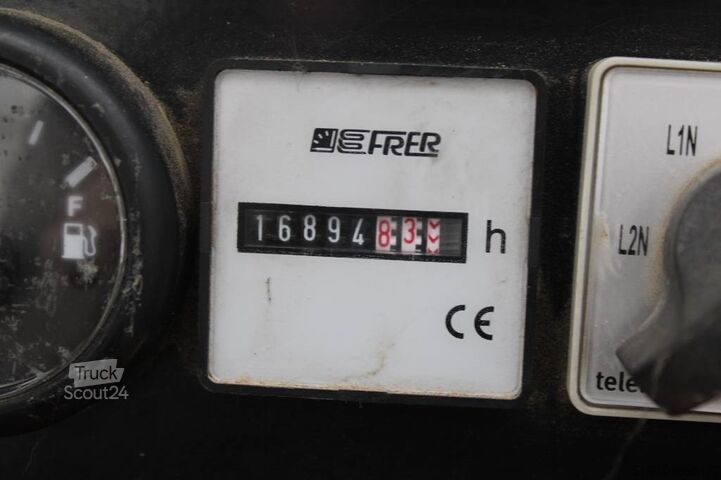 FRER
L1N
1689483
h
L2N
F
CE
Truck
Scout24